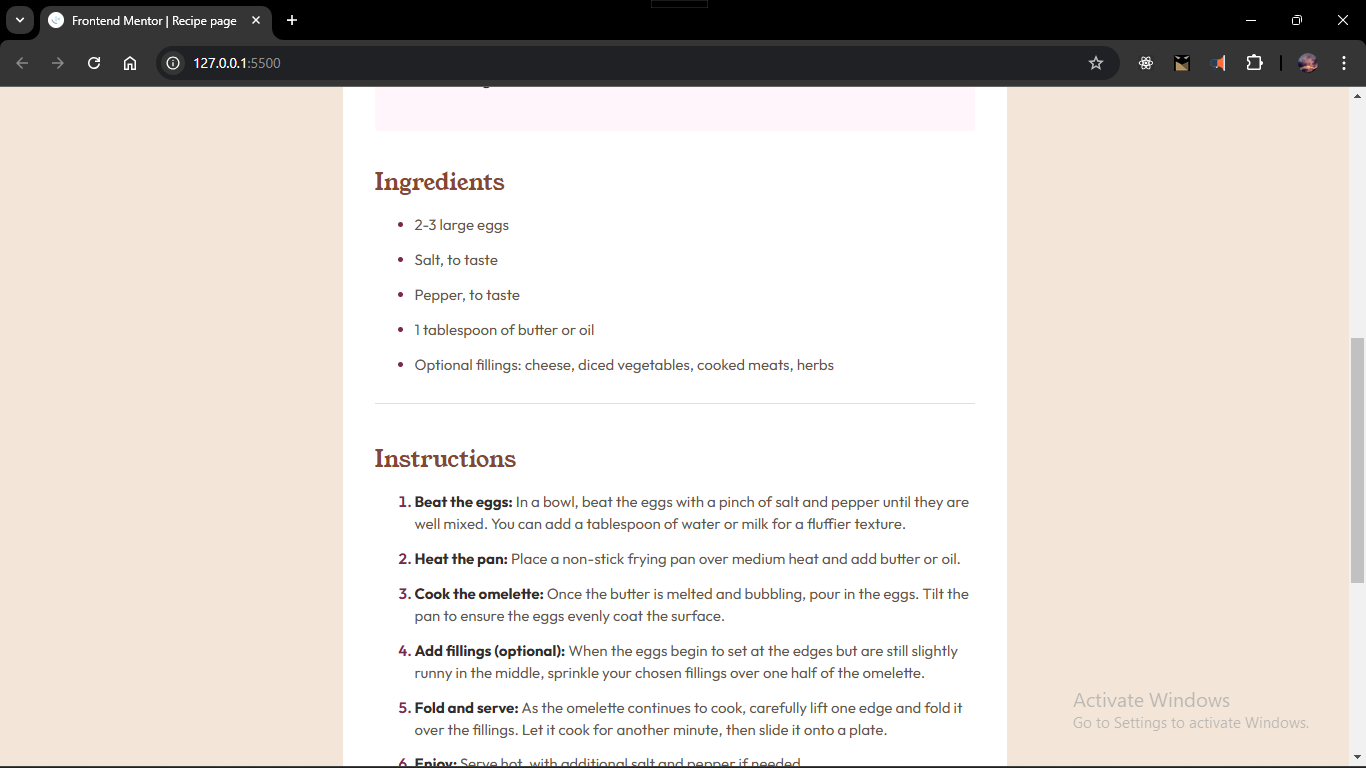 Frontend Mentor | Recipe page
127.0.0.1:5500
Ingredients
2-3 large eggs
Salt, to taste
Pepper, to taste
1 tablespoon of butter or oil
Optional fillings: cheese, diced vegetables, cooked meats, herbs
Instructions
1. Beat the eggs: In a bowl, beat the eggs with a pinch of salt and pepper until they are
well mixed. You can add a tablespoon of water or milk for a fluffier texture.
2. Heat the pan: Place a non-stick frying pan over medium heat and add butter or oil.
3. Cook the omelette: Once the butter is melted and bubbling, pour in the eggs. Tilt the
pan to ensure the eggs evenly coat the surface.
4. Add fillings (optional): When the eggs begin to set at the edges but are still slightly
runny in the middle, sprinkle your chosen fillings over one half of the omelette.
5. Fold and serve: As the omelette continues to cook, carefully lift one edge and fold it
over the fillings. Let it cook for another minute, then slide it onto a plate.
6. Enjoy: Serve hot, with additional salt and pepper if needed.
Activate Windows
Go to Settings to activate Windows.